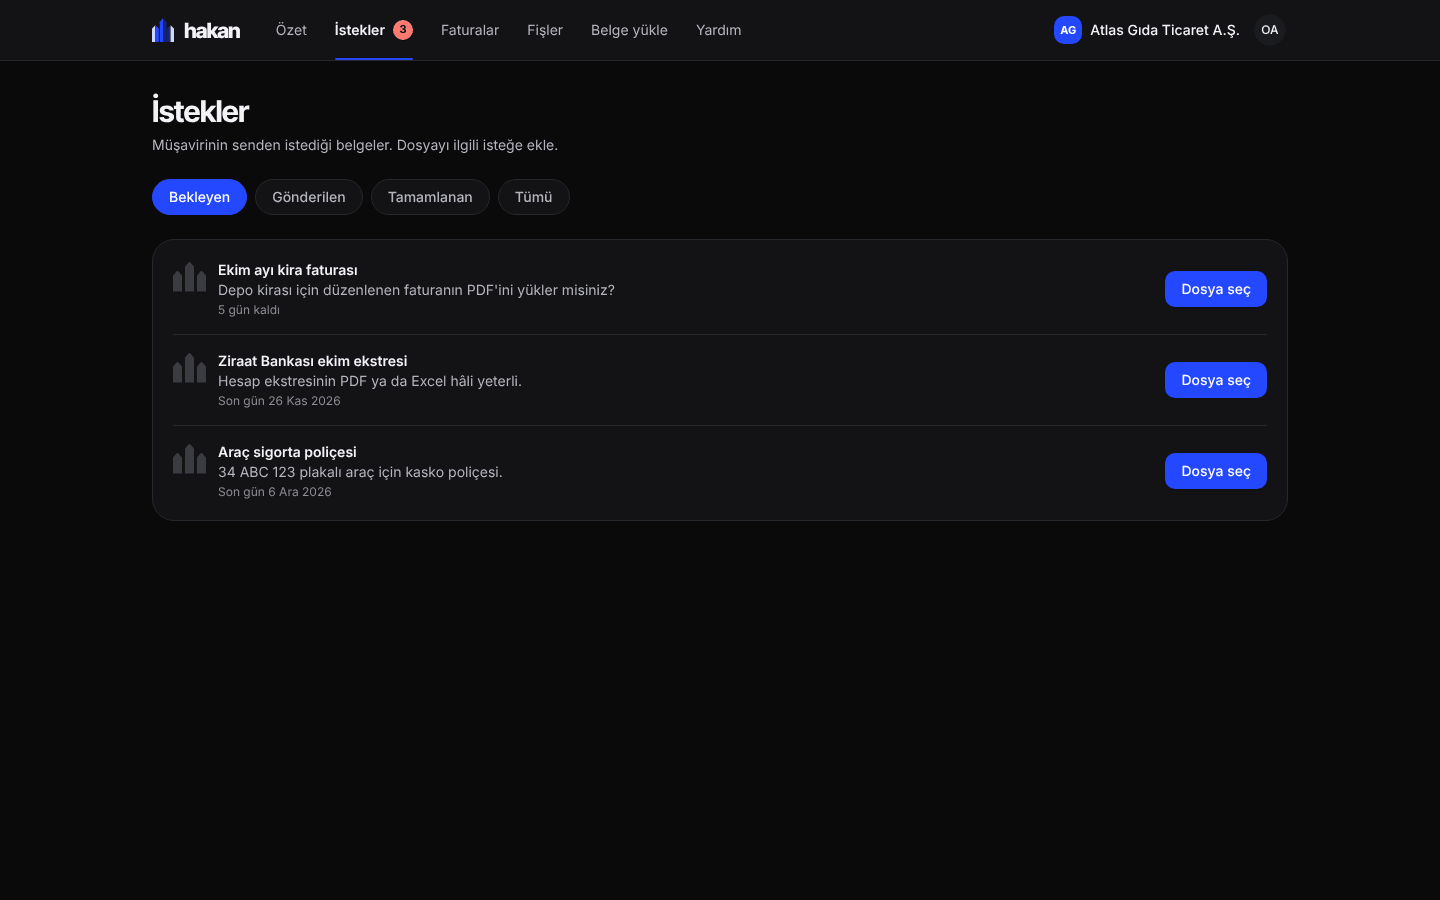 hakan
Özet
İstekler 3
Faturalar
Fişler
Belge yükle
Yardım
AG Atlas Gıda Ticaret A.Ş.
OA
İstekler
Müşavirinin senden istediği belgeler. Dosyayı ilgili isteğe ekle.
Bekleyen
Gönderilen
Tamamlanan
Tümü
Ekim ayı kira faturası
Depo kirası için düzenlenen faturanın PDF'ini yükler misiniz?
5 gün kaldı
Dosya seç
Ziraat Bankası ekim ekstresi
Hesap ekstresinin PDF ya da Excel hâli yeterli.
Son gün 26 Kas 2026
Dosya seç
Araç sigorta poliçesi
34 ABC 123 plakalı araç için kasko poliçesi.
Son gün 6 Ara 2026
Dosya seç